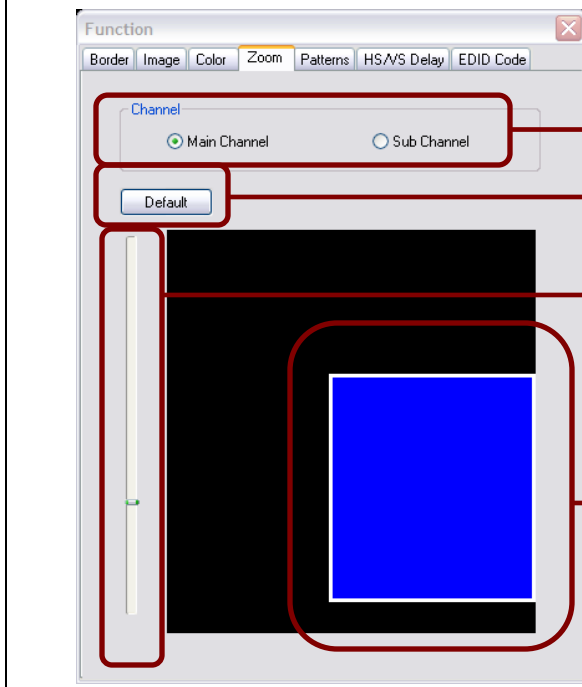 Function
Border Image Color Zoom Patterns HS/VS Delay EDID Code
Channel
Main Channel Sub Channel
Default